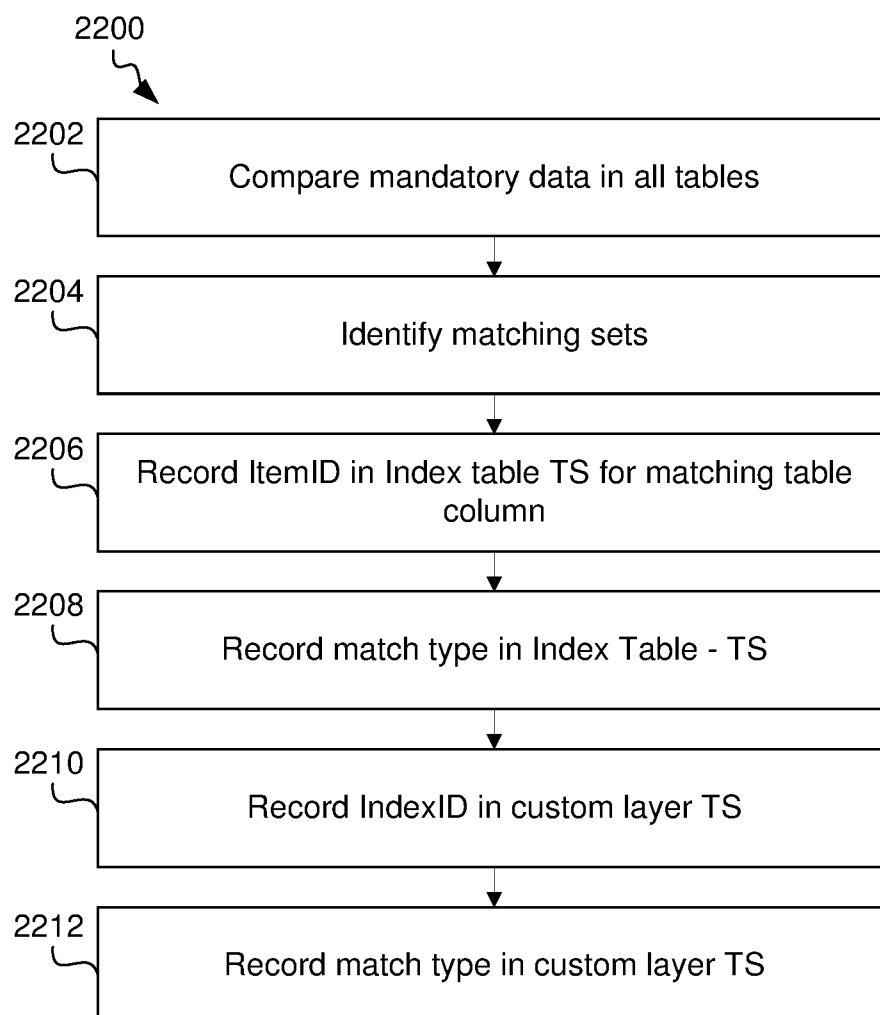 2200
2202
Compare mandatory data in all tables
2204
Identify matching sets
2206
Record ItemID in Index table TS for matching table
column
2208
Record match type in Index Table - TS
2210
Record IndexID in custom layer TS
2212
Record match type in custom layer TS